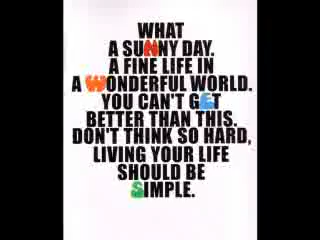 WHAT
A SUNNY DAY.
A FINE LIFE IN
A WONDERFUL WORLD.
YOU CAN'T GET
BETTER THAN THIS.
DON'T THINK SO HARD,
LIVING YOUR LIFE
SHOULD BE
SIMPLE.